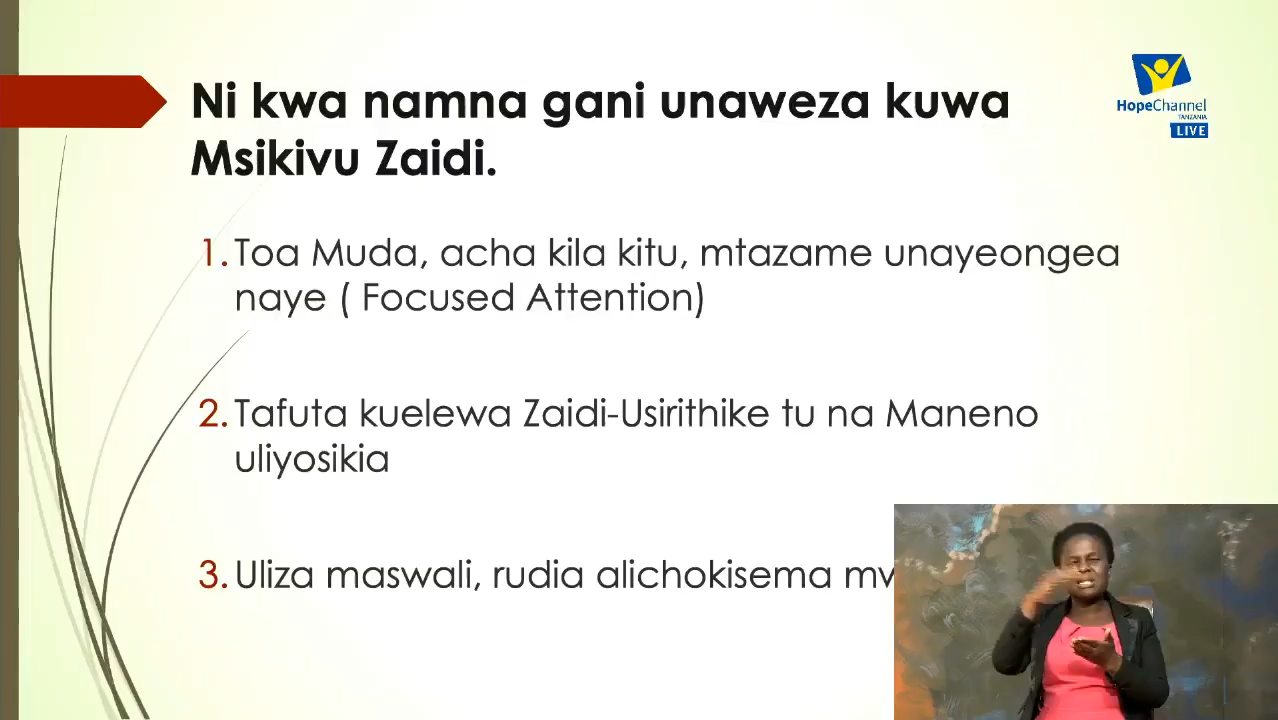 Ni kwa namna gani unaweza kuwa
Msikivu Zaidi.
HopeChannel
TANZANIA
LIVE
1. Toa Muda, acha kila kitu, mtazame unayeongea
naye ( Focused Attention)
2. Tafuta kuelewa Zaidi-Usirithike tu na Maneno
uliyosikia
3. Uliza maswali, rudia alichokisema